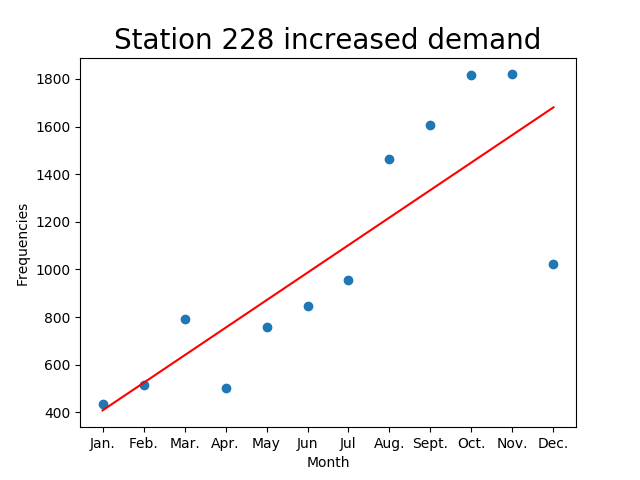 Station 228 increased demand
1800
1600
1400
1200
1000
800
600
400
Frequencies
Jan. Feb. Mar. Apr. May Jun Jul Aug. Sept. Oct. Nov. Dec.
Month